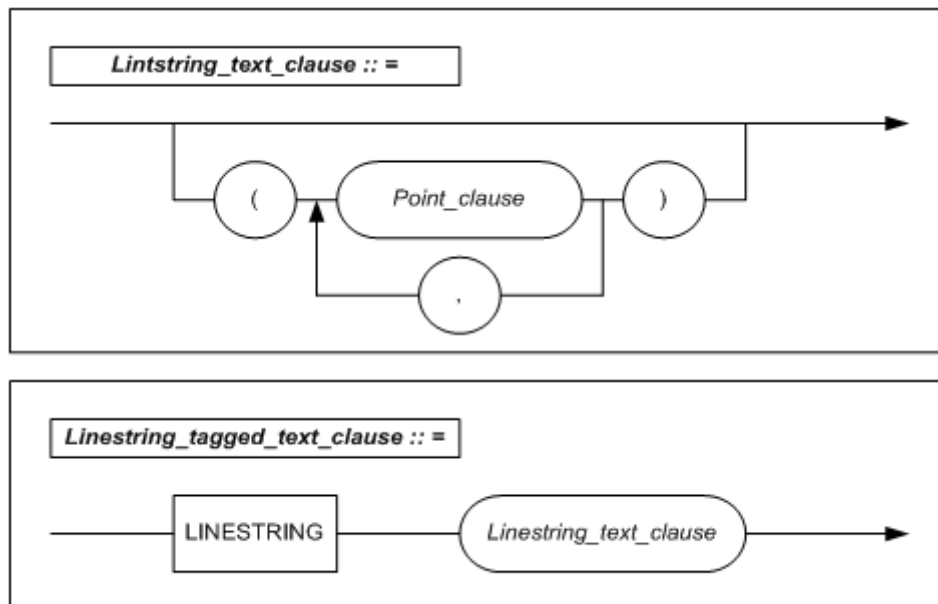 Lintstring_text_clause :: =
( Point_clause )
,
Linestring_tagged_text_clause :: =
LINESTRING Linestring_text_clause